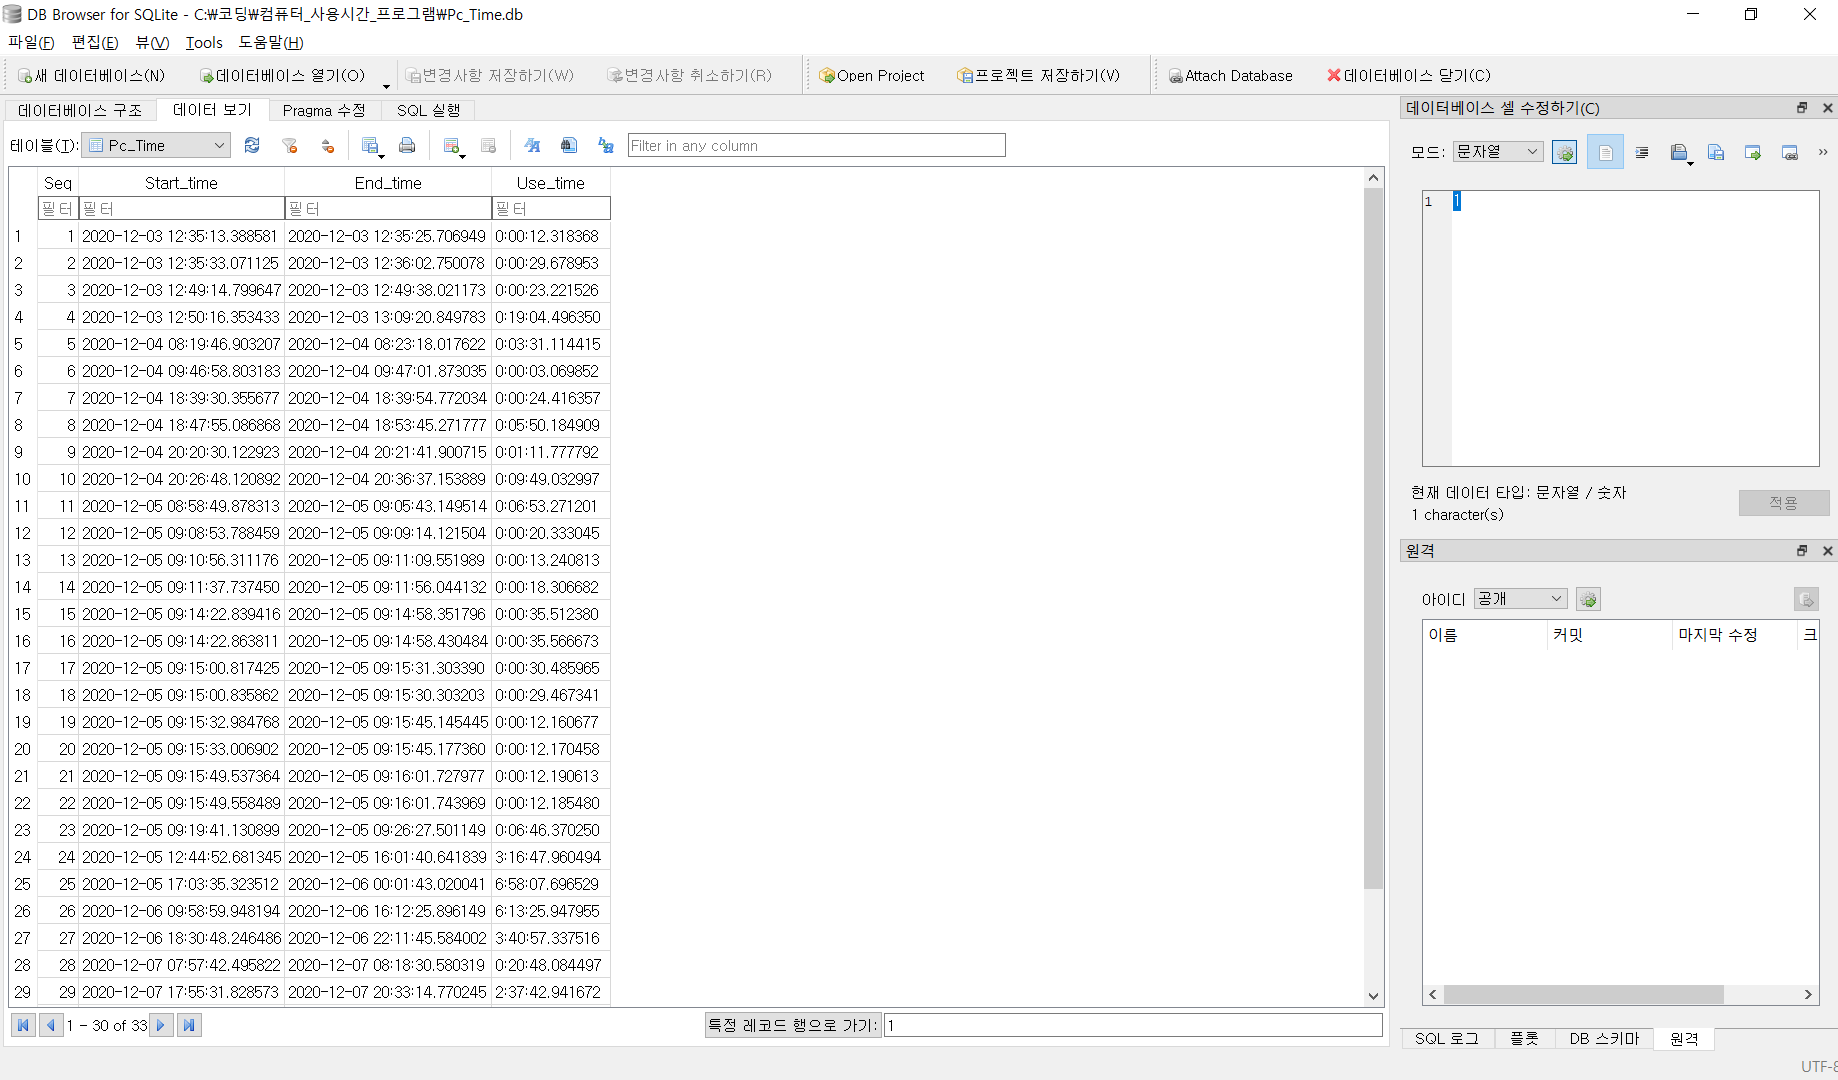 DB Browser for SQLite - C:₩코딩₩컴퓨터_사용시간_프로그램₩Pc_Time.db
파일(F) 편집(E) 뷰(V) Tools 도움말(H)
새 데이터베이스(N) 데이터베이스 열기(O) 변경사항 저장하기(W) 변경사항 취소하기(R) Open Project 프로젝트 저장하기(V) Attach Database 데이터베이스 닫기(C)
데이터베이스 구조 데이터 보기 Pragma 수정 SQL 실행
테이블(T): Pc_Time Filter in any column
Seq Start_time End_time Use_time
필터 필터 필터 필터
1 1 2020-12-03 12:35:13.388581 2020-12-03 12:35:25.706949 0:00:12.318368
2 2 2020-12-03 12:35:33.071125 2020-12-03 12:36:02.750078 0:00:29.678953
3 3 2020-12-03 12:49:14.799647 2020-12-03 12:49:38.021173 0:00:23.221526
4 4 2020-12-03 12:50:16.353433 2020-12-03 13:09:20.849783 0:19:04.496350
5 5 2020-12-04 08:19:46.903207 2020-12-04 08:23:18.017622 0:03:31.114415
6 6 2020-12-04 09:46:58.803183 2020-12-04 09:47:01.873035 0:00:03.069852
7 7 2020-12-04 18:39:30.355677 2020-12-04 18:39:54.772034 0:00:24.416357
8 8 2020-12-04 18:47:55.086868 2020-12-04 18:53:45.271777 0:05:50.184909
9 9 2020-12-04 20:20:30.122923 2020-12-04 20:21:41.900715 0:01:11.777792
10 10 2020-12-04 20:26:48.120892 2020-12-04 20:36:37.153889 0:09:49.032997
11 11 2020-12-05 08:58:49.878313 2020-12-05 09:05:43.149514 0:06:53.271201
12 12 2020-12-05 09:08:53.788459 2020-12-05 09:09:14.121504 0:00:20.333045
13 13 2020-12-05 09:10:56.311176 2020-12-05 09:11:09.551989 0:00:13.240813
14 14 2020-12-05 09:11:37.737450 2020-12-05 09:11:56.044132 0:00:18.306682
15 15 2020-12-05 09:14:22.839416 2020-12-05 09:14:58.351796 0:00:35.512380
16 16 2020-12-05 09:14:22.863811 2020-12-05 09:14:58.430484 0:00:35.566673
17 17 2020-12-05 09:15:00.817425 2020-12-05 09:15:31.303390 0:00:30.485965
18 18 2020-12-05 09:15:00.835862 2020-12-05 09:15:30.303203 0:00:29.467341
19 19 2020-12-05 09:15:32.984768 2020-12-05 09:15:45.145445 0:00:12.160677
20 20 2020-12-05 09:15:33.006902 2020-12-05 09:15:45.177360 0:00:12.170458
21 21 2020-12-05 09:15:49.537364 2020-12-05 09:16:01.727977 0:00:12.190613
22 22 2020-12-05 09:15:49.558489 2020-12-05 09:16:01.743969 0:00:12.185480
23 23 2020-12-05 09:19:41.130899 2020-12-05 09:26:27.501149 0:06:46.370250
24 24 2020-12-05 12:44:52.681345 2020-12-05 16:01:40.641839 3:16:47.960494
25 25 2020-12-05 17:03:35.323512 2020-12-06 00:01:43.020041 6:58:07.696529
26 26 2020-12-06 09:58:59.948194 2020-12-06 16:12:25.896149 6:13:25.947955
27 27 2020-12-06 18:30:48.246486 2020-12-06 22:11:45.584002 3:40:57.337516
28 28 2020-12-07 07:57:42.495822 2020-12-07 08:18:30.580319 0:20:48.084497
29 29 2020-12-07 17:55:31.828573 2020-12-07 20:33:14.770245 2:37:42.941672
1 - 30 of 33 특정 레코드 행으로 가기: 1
데이터베이스 셀 수정하기(C)
모드: 문자열
1 1
현재 데이터 타입: 문자열 / 숫자
1 character(s)
적용
원격
아이디 공개
이름 커밋 마지막 수정 크
SQL 로그 플롯 DB 스키마 원격
UTF-8